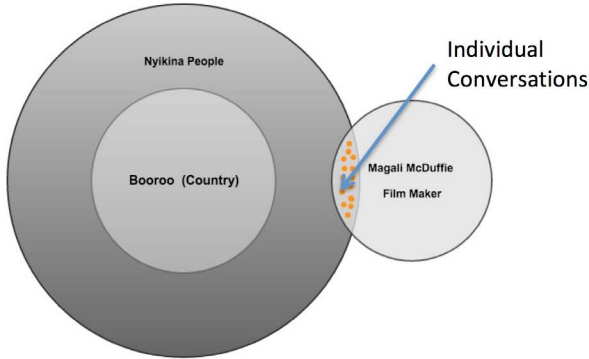 Nyikina People
Booroo (Country)
Individual
Conversations
Magali McDuffie
Film Maker